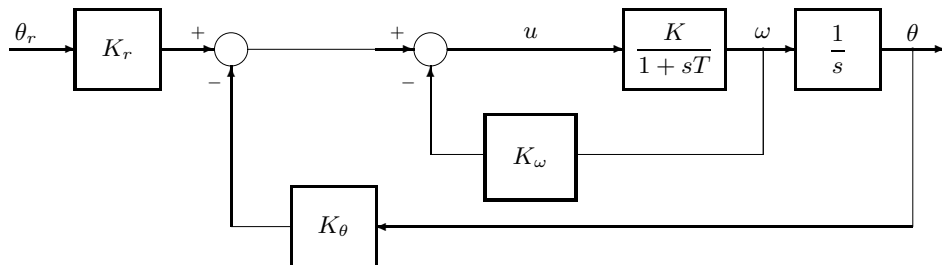 θ_r K_r + − + − u K/(1 + sT) ω 1/s θ
K_ω
K_θ